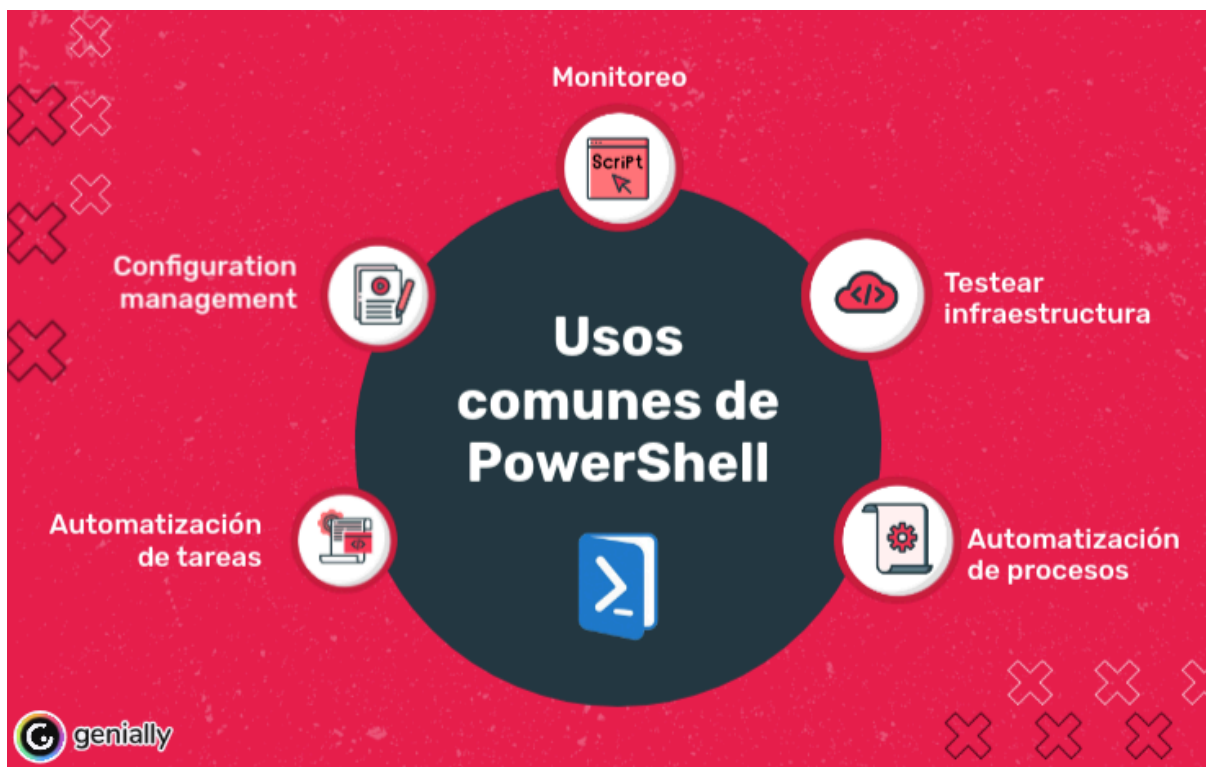 Monitoreo
ScriPt
Configuration
management
Testear
infraestructura
Usos
comunes de
PowerShell
Automatización
de tareas
Automatización
de procesos
genially